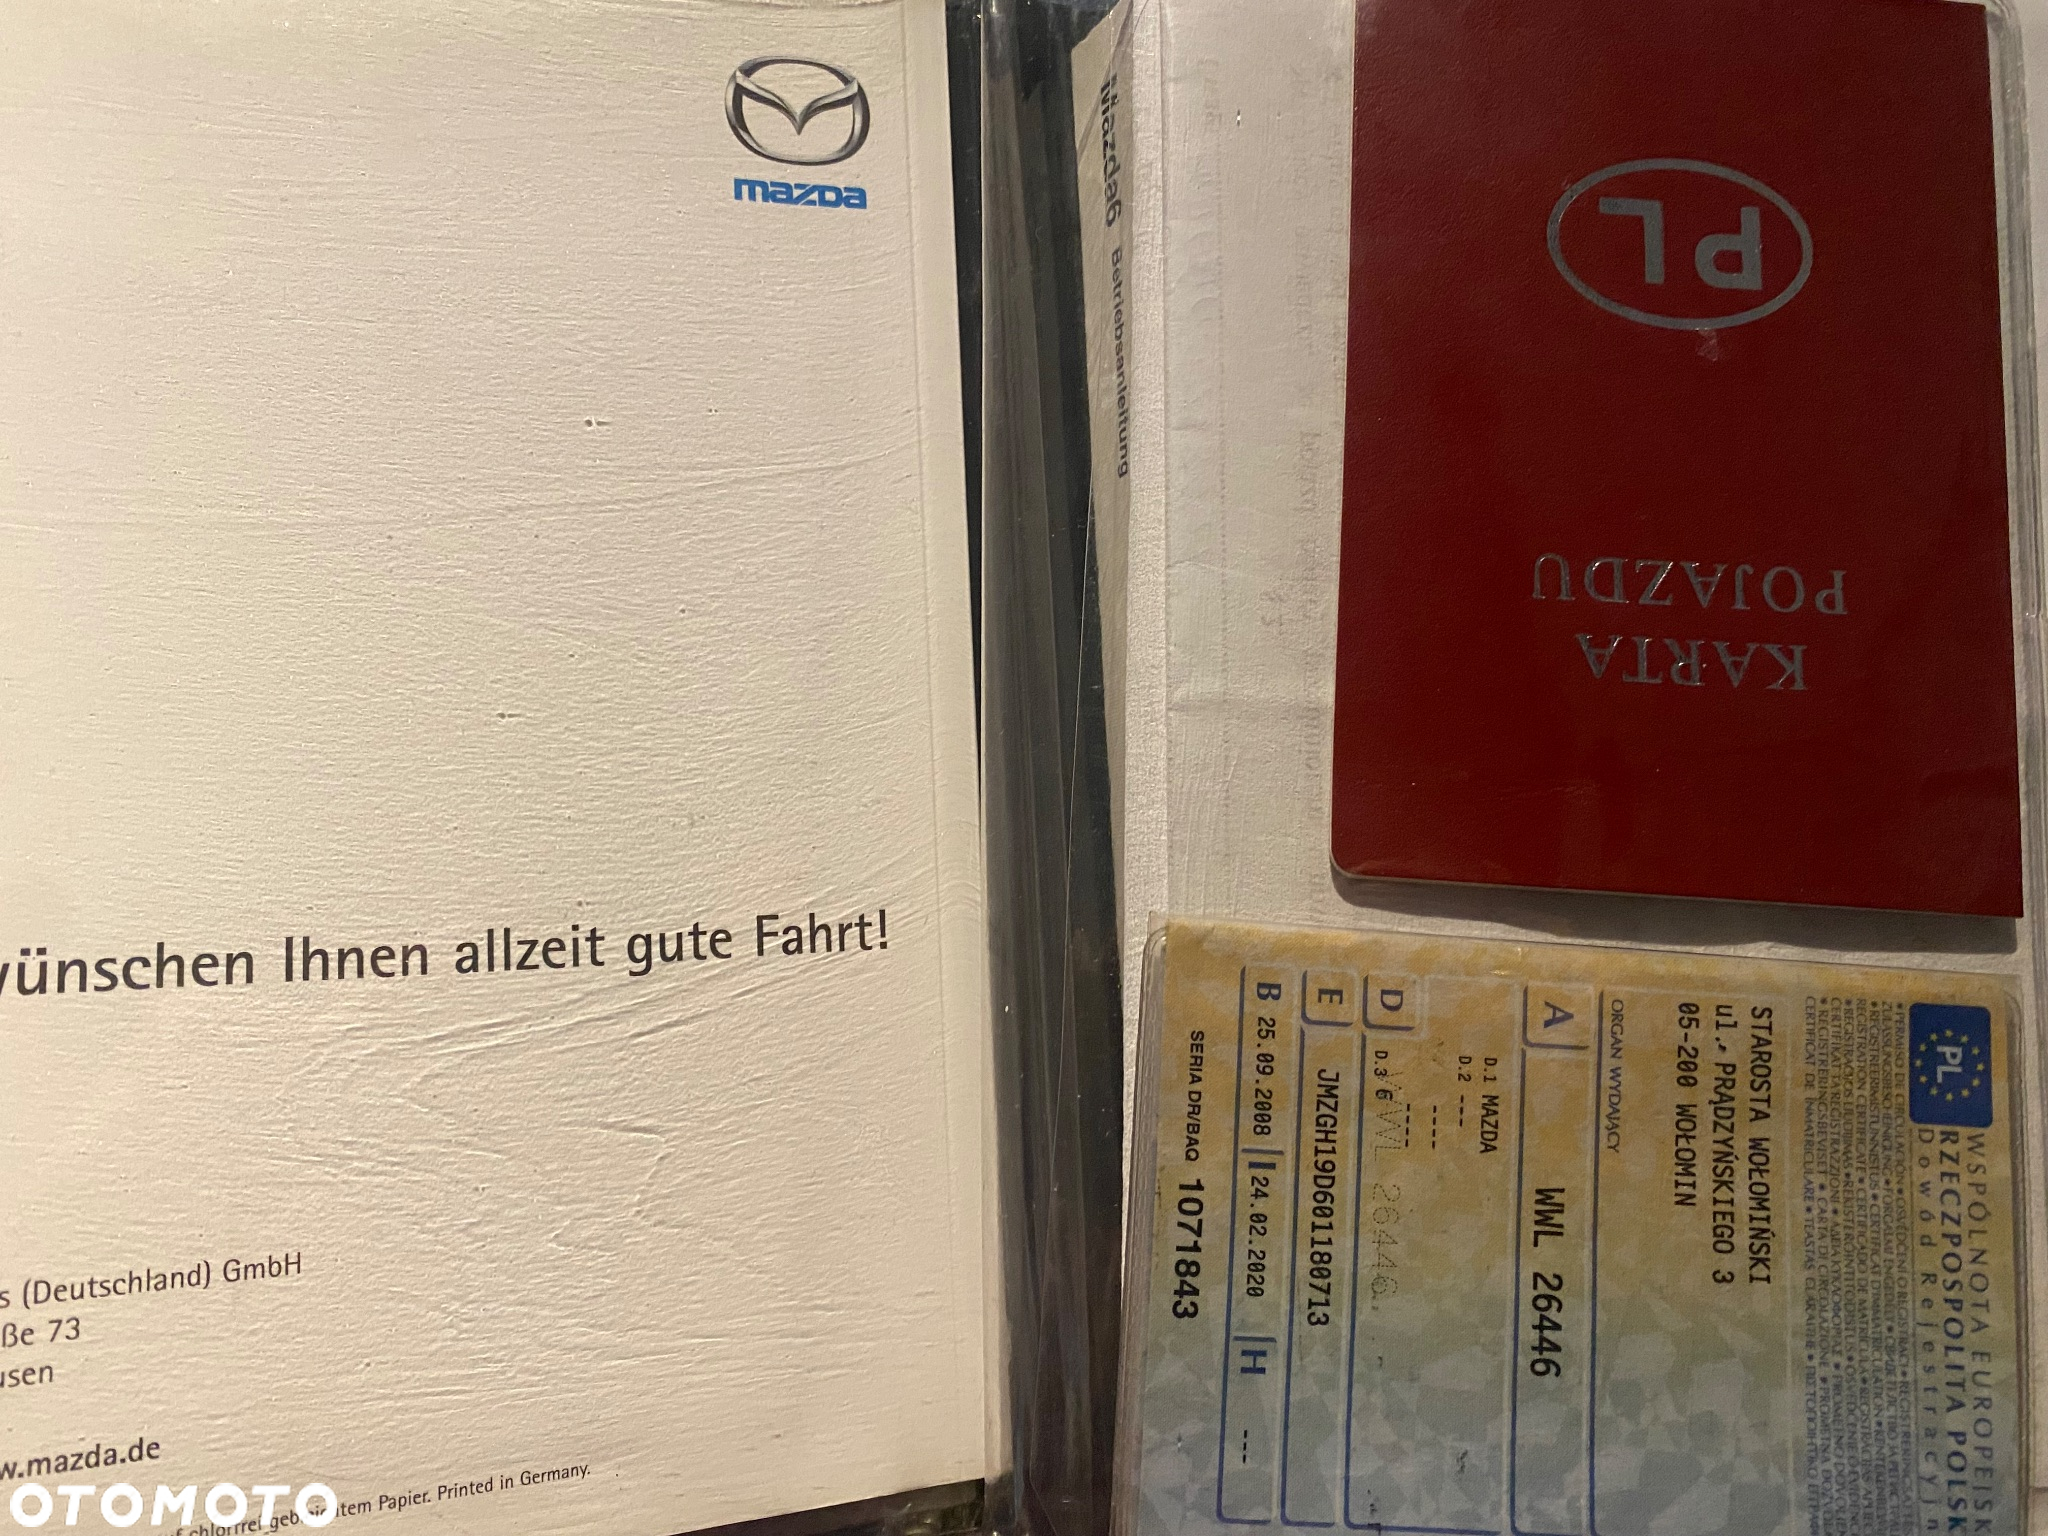 mazda
wünschen Ihnen allzeit gute Fahrt!
s (Deutschland) GmbH
ße 73
usen
w.mazda.de
Papier. Printed in Germany.
OTOMOTO
Mazda6 Betriebsanleitung
PL
KARTA
POJAZDU
PL
WSPÓLNOTA EUROPEJSK
RZECZPOSPOLITA POLSK
Dowód Rejestracyjn
STAROSTA WOŁOMIŃSKI
ul. PRĄDZYŃSKIEGO 3
05-200 WOŁOMIN
ORGAN WYDAJĄCY
A WWL 26446
D.1 MAZDA
D.2 ---
----
----
D D.3 6
WWL 26446
E JMZGH19D601180713
B 25.09.2008 I 24.02.2020 H ---
SERIA DR/BAQ 1071843